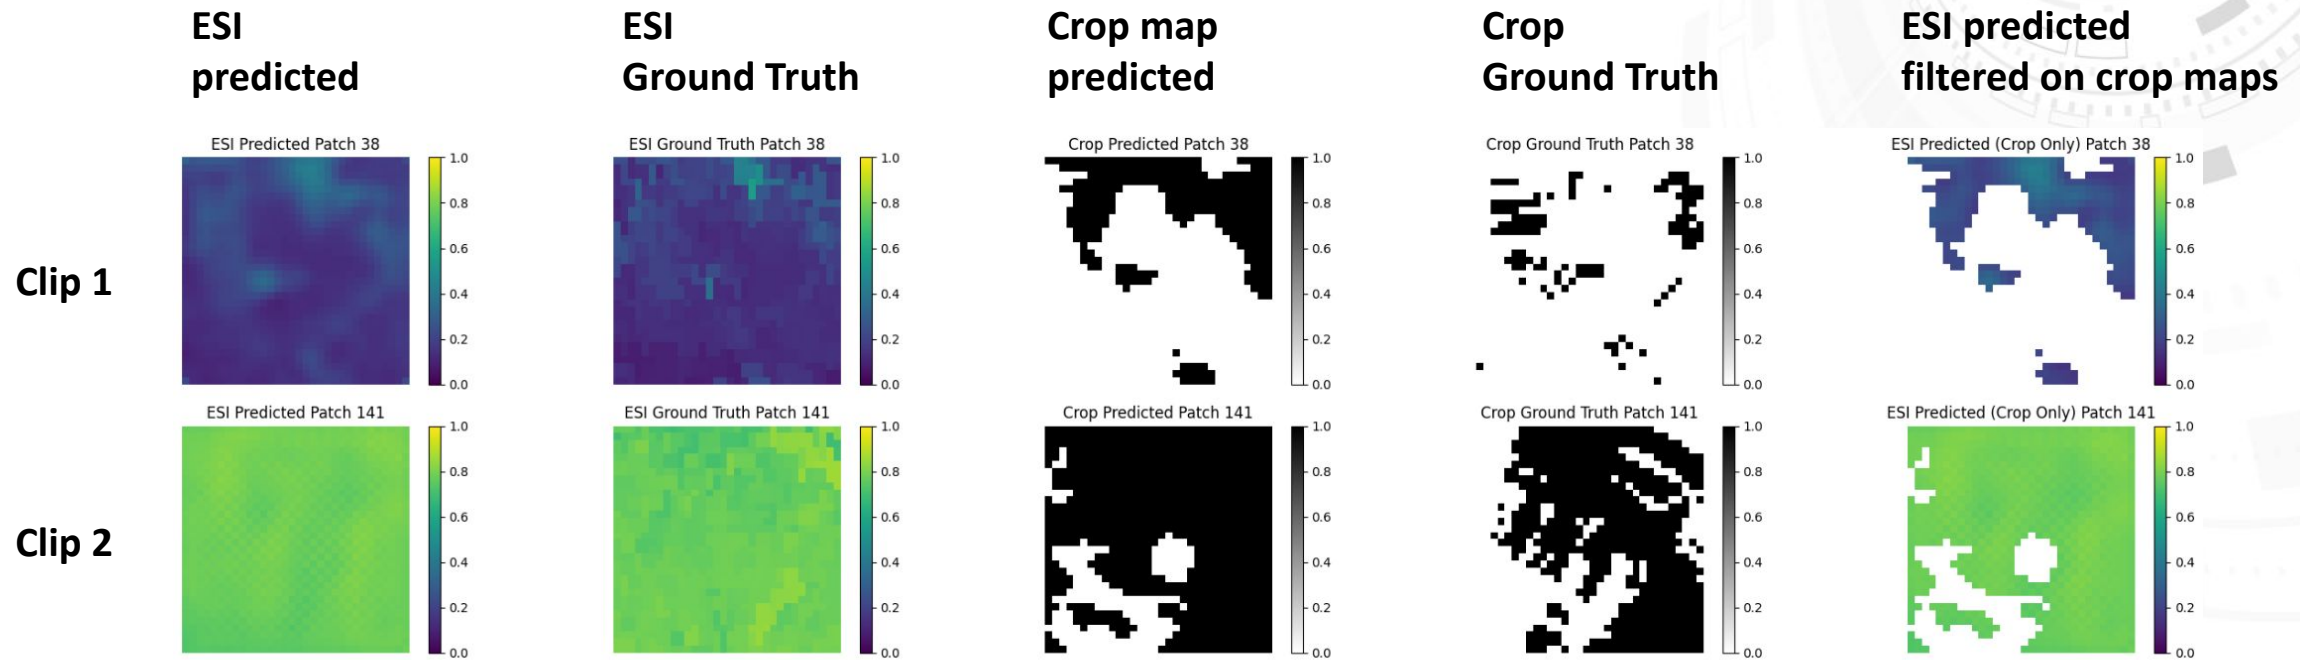 ESI
predicted
ESI
Ground Truth
Crop map
predicted
Crop
Ground Truth
ESI predicted
filtered on crop maps
Clip 1
ESI Predicted Patch 38
1.0
0.8
0.6
0.4
0.2
0.0
ESI Ground Truth Patch 38
1.0
0.8
0.6
0.4
0.2
0.0
Crop Predicted Patch 38
1.0
0.8
0.6
0.4
0.2
0.0
Crop Ground Truth Patch 38
1.0
0.8
0.6
0.4
0.2
0.0
ESI Predicted (Crop Only) Patch 38
1.0
0.8
0.6
0.4
0.2
0.0
Clip 2
ESI Predicted Patch 141
1.0
0.8
0.6
0.4
0.2
0.0
ESI Ground Truth Patch 141
1.0
0.8
0.6
0.4
0.2
0.0
Crop Predicted Patch 141
1.0
0.8
0.6
0.4
0.2
0.0
Crop Ground Truth Patch 141
1.0
0.8
0.6
0.4
0.2
0.0
ESI Predicted (Crop Only) Patch 141
1.0
0.8
0.6
0.4
0.2
0.0